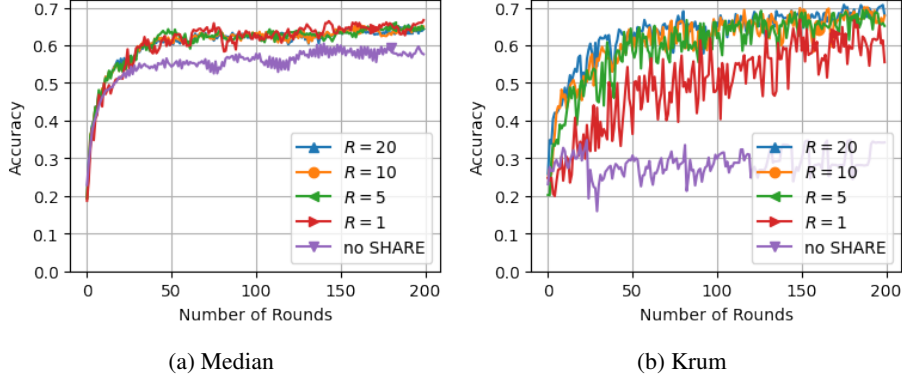 0.7
0.6
0.5
0.4
0.3
0.2
0.1
0.0
Accuracy
0 50 100 150 200
Number of Rounds
R = 20
R = 10
R = 5
R = 1
no SHARE
(a) Median
0.7
0.6
0.5
0.4
0.3
0.2
0.1
0.0
Accuracy
0 50 100 150 200
Number of Rounds
R = 20
R = 10
R = 5
R = 1
no SHARE
(b) Krum